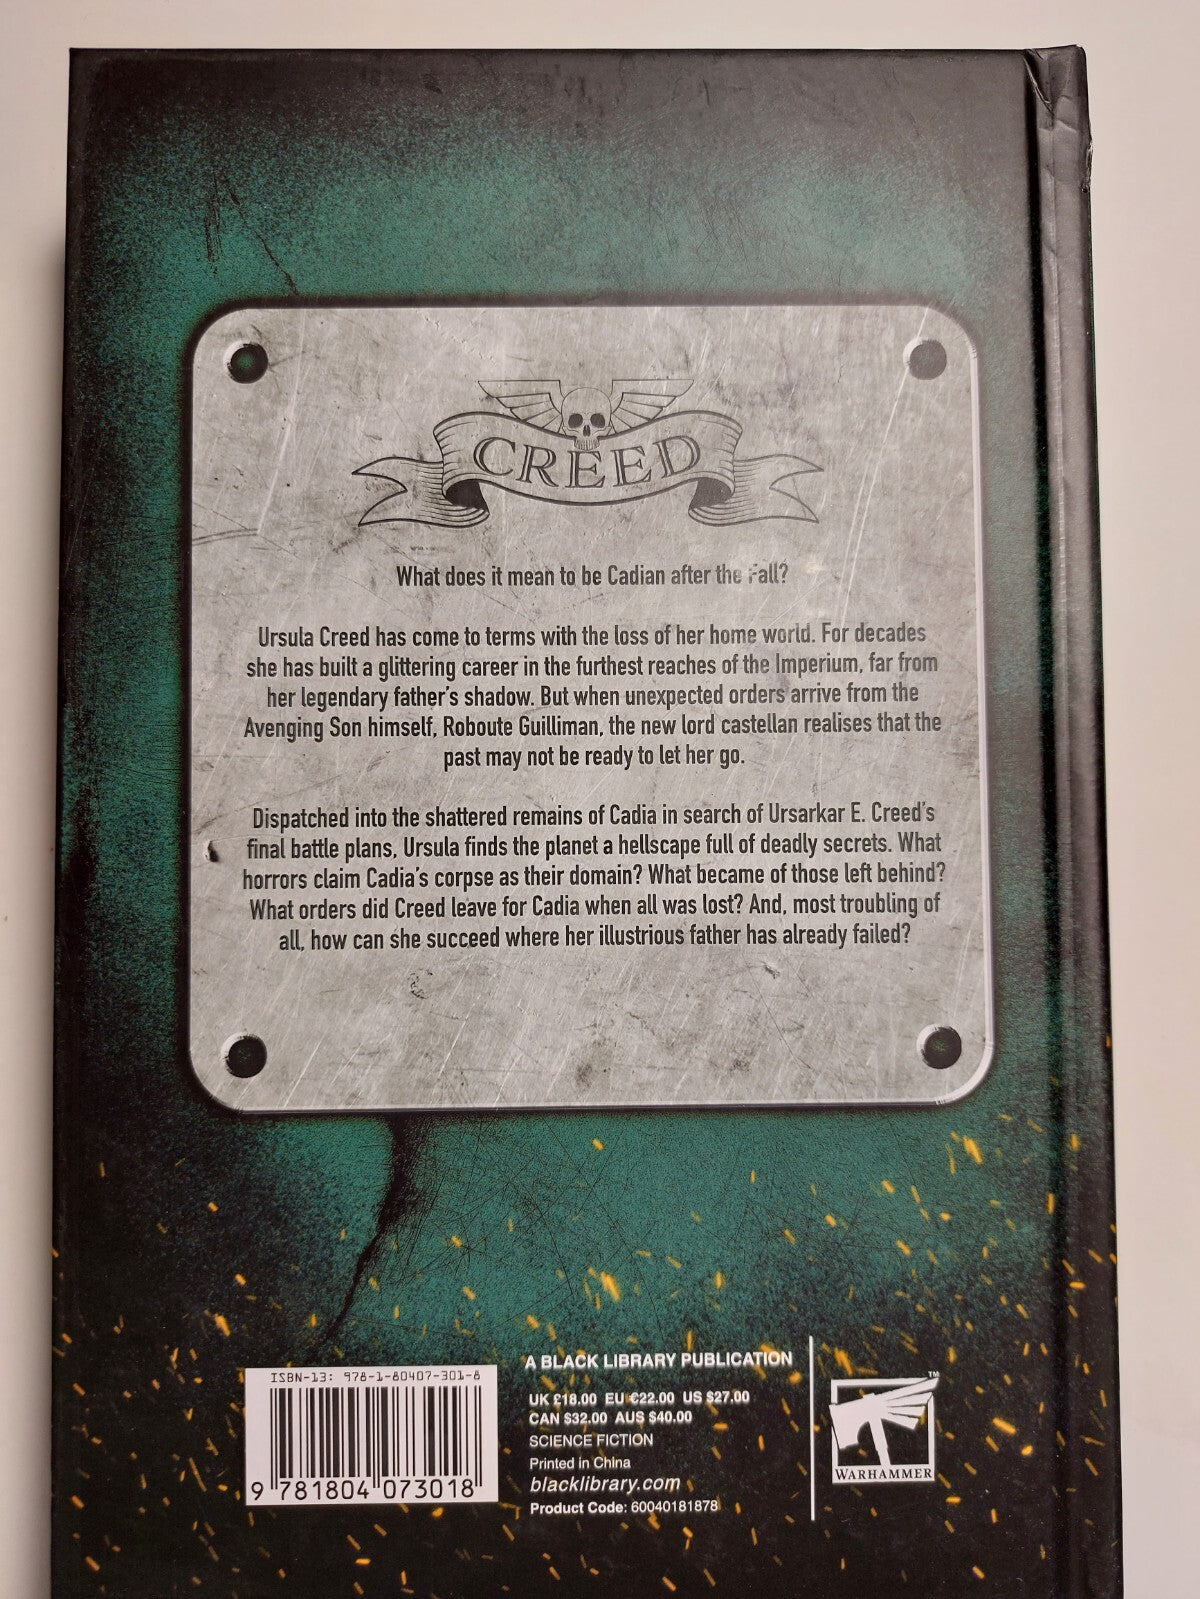 CREED
What does it mean to be Cadian after the Fall?
Ursula Creed has come to terms with the loss of her home world. For decades
she has built a glittering career in the furthest reaches of the Imperium, far from
her legendary father's shadow. But when unexpected orders arrive from the
Avenging Son himself, Roboute Guilliman, the new lord castellan realises that the
past may not be ready to let her go.
Dispatched into the shattered remains of Cadia in search of Ursarkar E. Creed's
final battle plans, Ursula finds the planet a hellscape full of deadly secrets. What
horrors claim Cadia's corpse as their domain? What became of those left behind?
What orders did Creed leave for Cadia when all was lost? And, most troubling of
all, how can she succeed where her illustrious father has already failed?
ISBN-13: 978-1-80407-301-8
9 781804 073018
A BLACK LIBRARY PUBLICATION
UK £18.00 EU €22.00 US $27.00
CAN $32.00 AUS $40.00
SCIENCE FICTION
Printed in China
blacklibrary.com
Product Code: 60040181878
TM
WARHAMMER